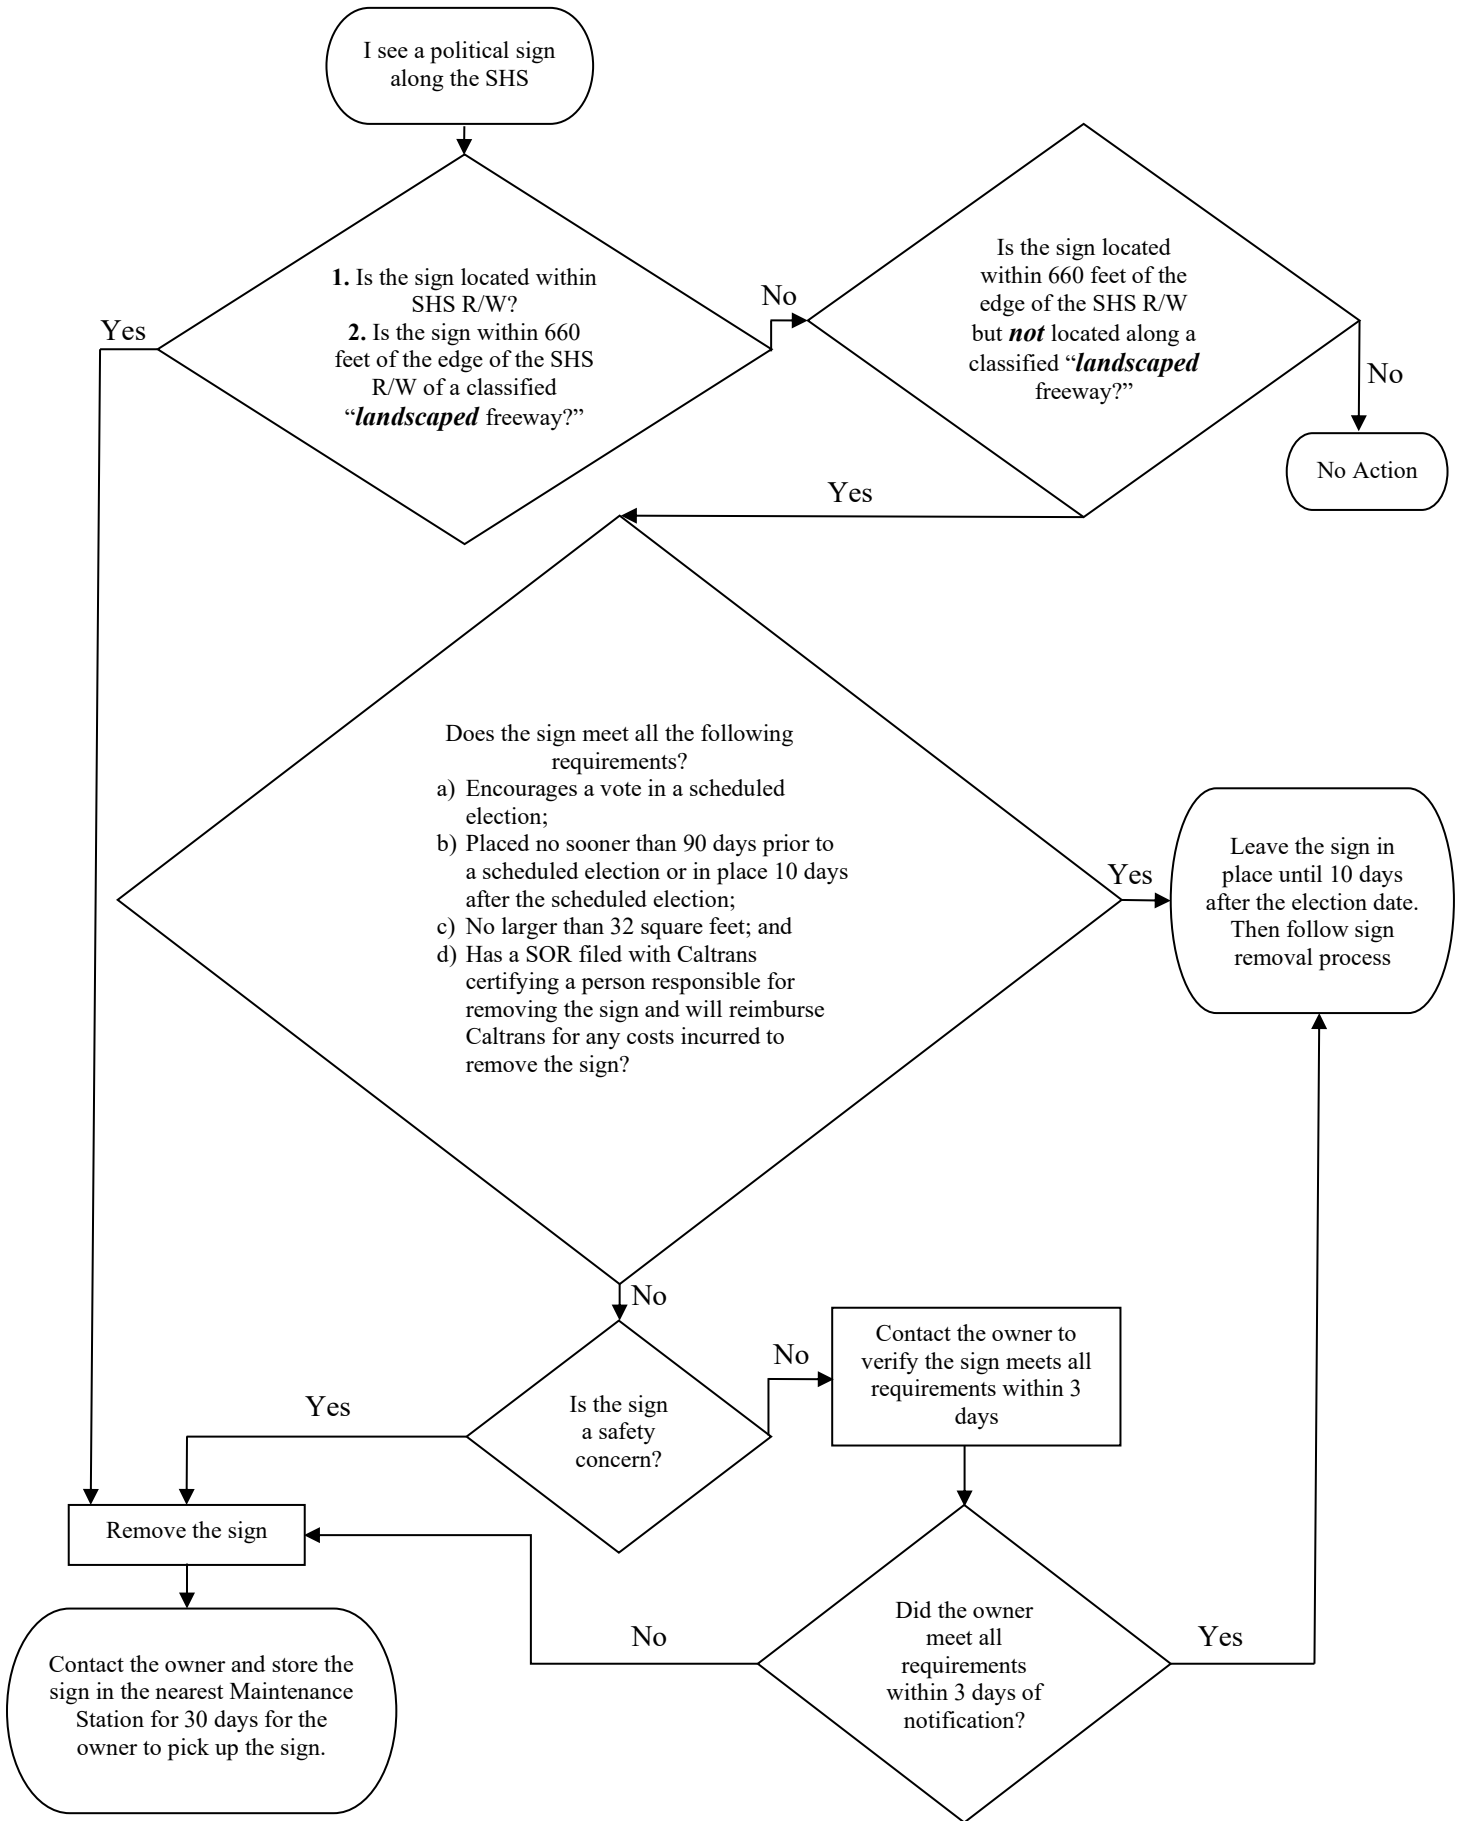 I see a political sign
along the SHS
1. Is the sign located within
SHS R/W?
2. Is the sign within 660
feet of the edge of the SHS
R/W of a classified
“landscaped freeway?”
Yes
No
Is the sign located
within 660 feet of the
edge of the SHS R/W
but not located along a
classified “landscaped
freeway?”
No
No Action
Yes
Does the sign meet all the following
requirements?
a) Encourages a vote in a scheduled
election;
b) Placed no sooner than 90 days prior to
a scheduled election or in place 10 days
after the scheduled election;
c) No larger than 32 square feet; and
d) Has a SOR filed with Caltrans
certifying a person responsible for
removing the sign and will reimburse
Caltrans for any costs incurred to
remove the sign?
Yes
Leave the sign in
place until 10 days
after the election date.
Then follow sign
removal process
No
Is the sign
a safety
concern?
No
Contact the owner to
verify the sign meets all
requirements within 3
days
Yes
Remove the sign
Contact the owner and store the
sign in the nearest Maintenance
Station for 30 days for the
owner to pick up the sign.
No
Did the owner
meet all
requirements
within 3 days of
notification?
Yes